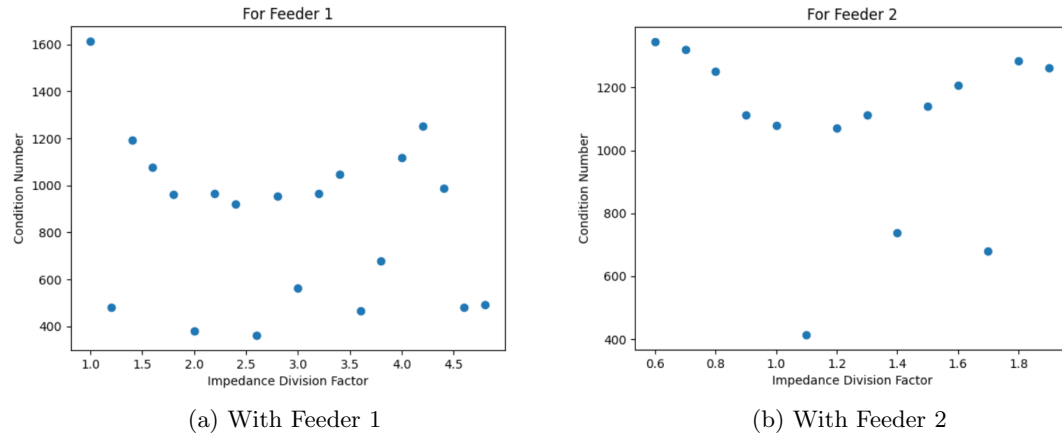 For Feeder 1
1600
1400
1200
1000
800
600
400
Condition Number
1.0 1.5 2.0 2.5 3.0 3.5 4.0 4.5
Impedance Division Factor
(a) With Feeder 1
For Feeder 2
1200
1000
800
600
400
Condition Number
0.6 0.8 1.0 1.2 1.4 1.6 1.8
Impedance Division Factor
(b) With Feeder 2